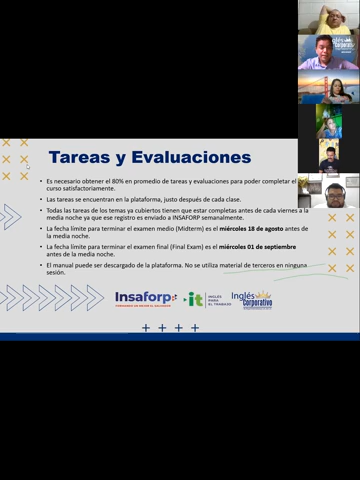 Tareas y Evaluaciones
• Es necesario obtener el 80% en promedio de tareas y evaluaciones para poder completar el
curso satisfactoriamente.
• Las tareas se encuentran en la plataforma, justo después de cada clase.
• Todas las tareas de los temas ya cubiertos tienen que estar completas antes de cada viernes a la
media noche ya que ese registro es enviado a INSAFORP semanalmente.
• La fecha límite para terminar el examen medio (Midterm) es el miércoles 18 de agosto antes de
la media noche.
• La fecha límite para terminar el examen final (Final Exam) es el miércoles 01 de septiembre
antes de la media noche.
• El manual puede ser descargado de la plataforma. No se utiliza material de terceros en ninguna
sesión.
Insaforp
it
INGLÉS
PARA
EL TRABAJO
Inglés
Corporativo